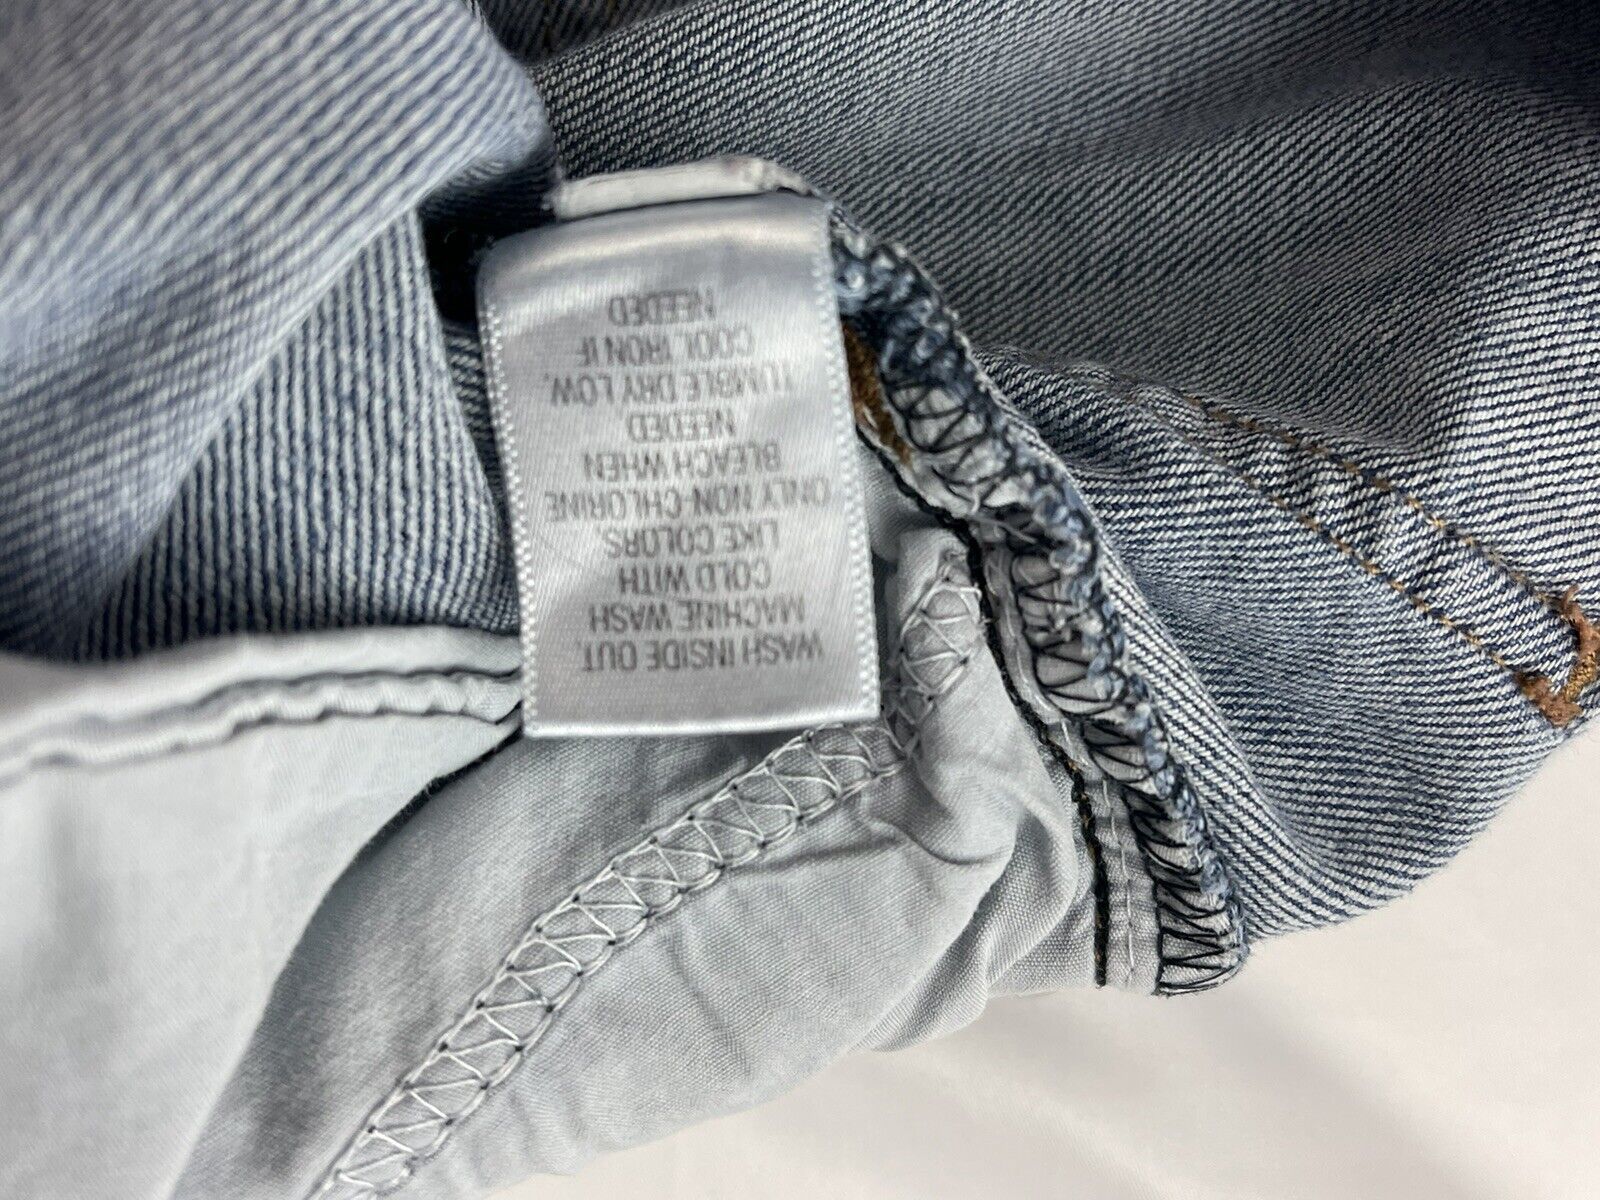 WASH INSIDE OUT.
MACHINE WASH
COLD WITH
LIKE COLORS
ONLY NON-CHLORINE
BLEACH WHEN
NEEDED
TUMBLE DRY LOW.
COOL IRON IF
NEEDED